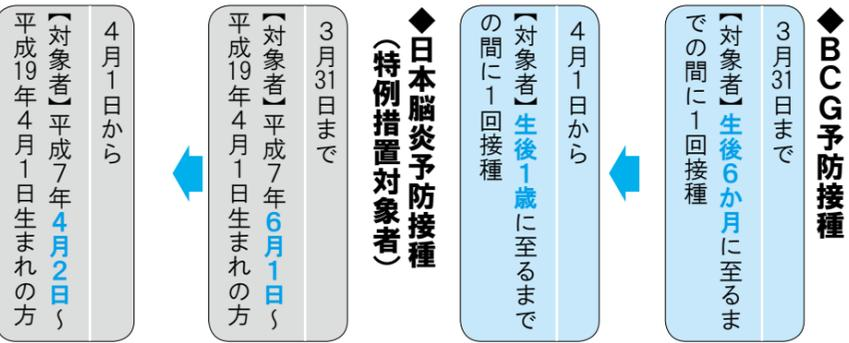 ◆BCG予防接種
3月31日まで
【対象者】生後6か月に至るま
での間に1回接種
4月1日から
【対象者】生後1歳に至るまで
の間に1回接種
◆日本脳炎予防接種
(特例措置対象者)
3月31日まで
【対象者】平成7年6月1日～
平成19年4月1日生まれの方
4月1日から
【対象者】平成7年4月2日～
平成19年4月1日生まれの方